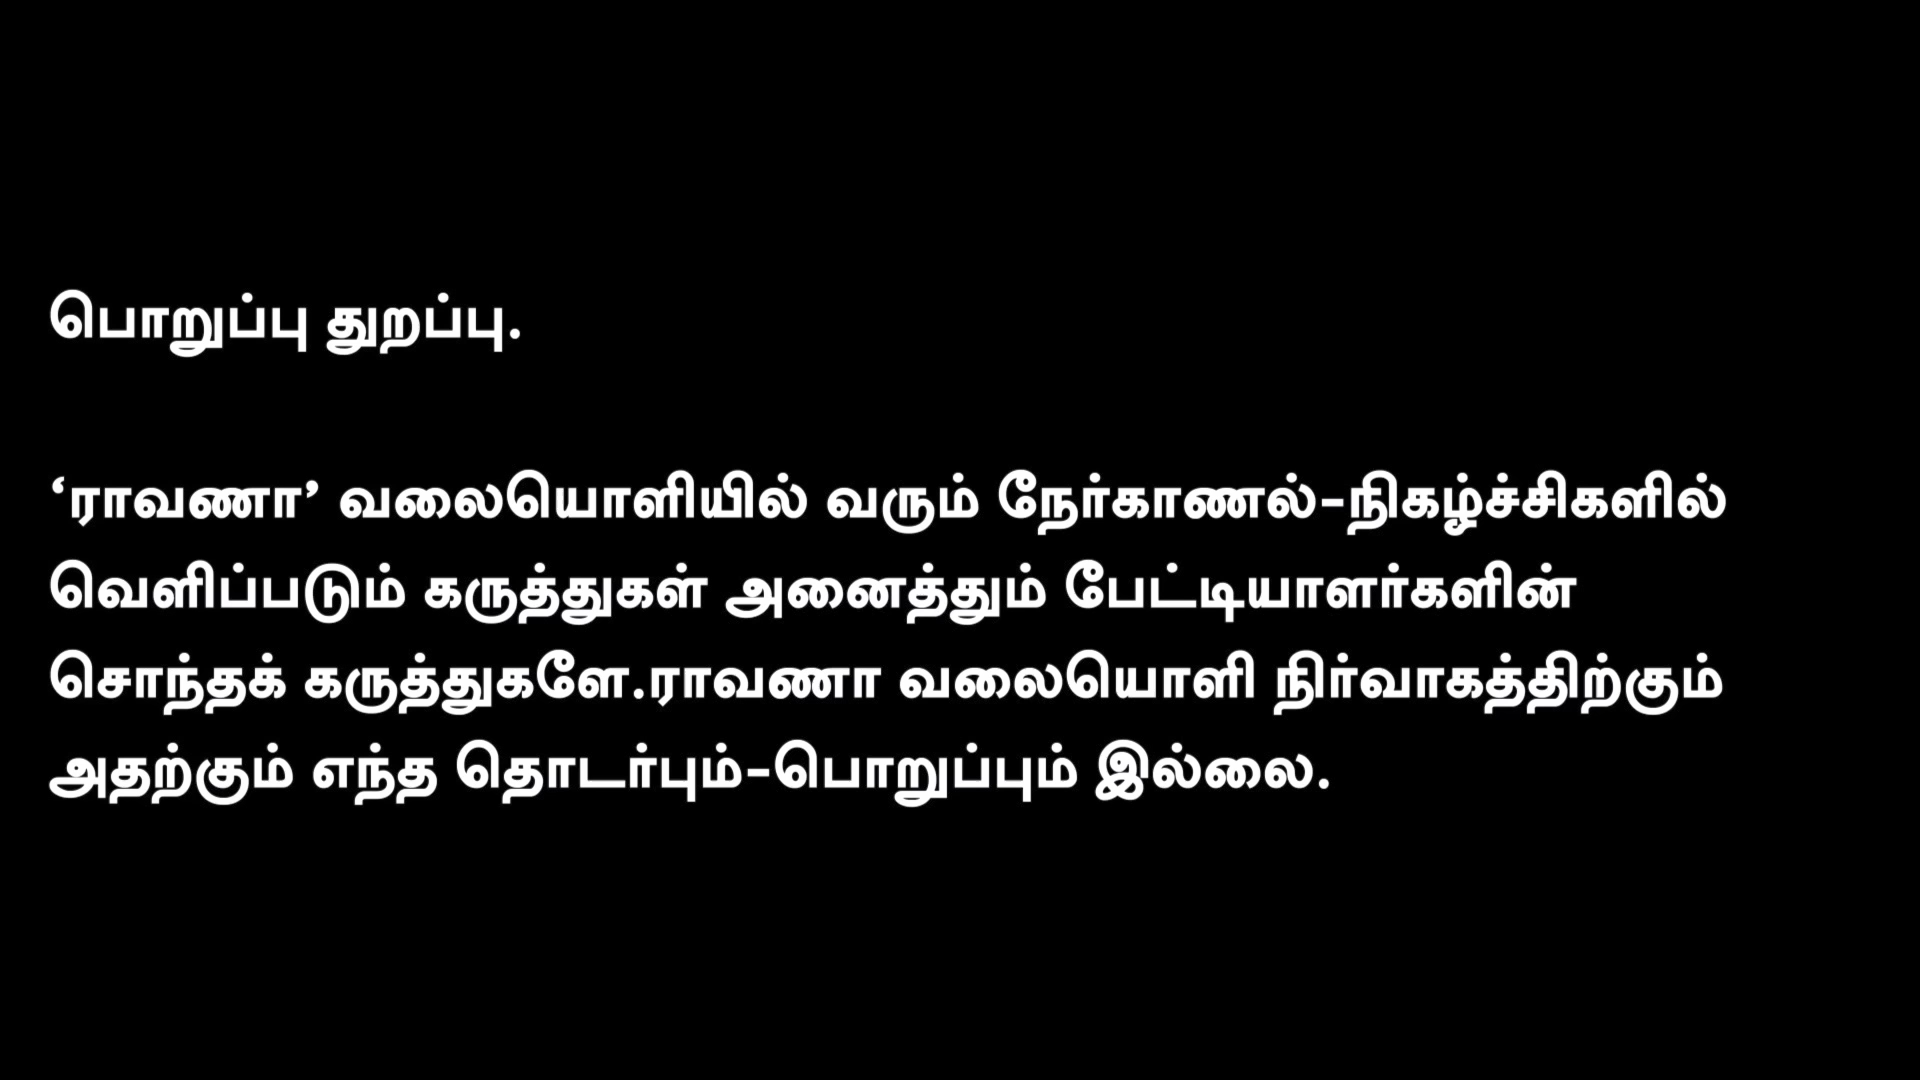 பொறுப்பு துறப்பு.
‘ராவணா’ வலையொளியில் வரும் நேர்காணல்-நிகழ்ச்சிகளில்
வெளிப்படும் கருத்துகள் அனைத்தும் பேட்டியாளர்களின்
சொந்தக் கருத்துகளே.ராவணா வலையொளி நிர்வாகத்திற்கும்
அதற்கும் எந்த தொடர்பும்-பொறுப்பும் இல்லை.